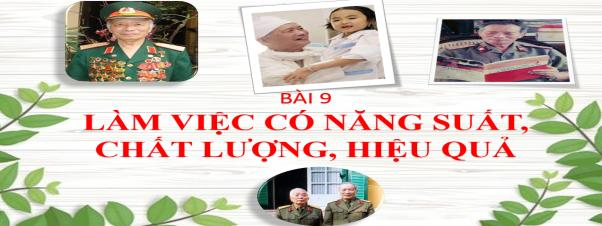 BÀI 9
LÀM VIỆC CÓ NĂNG SUẤT,
CHẤT LƯỢNG, HIỆU QUẢ